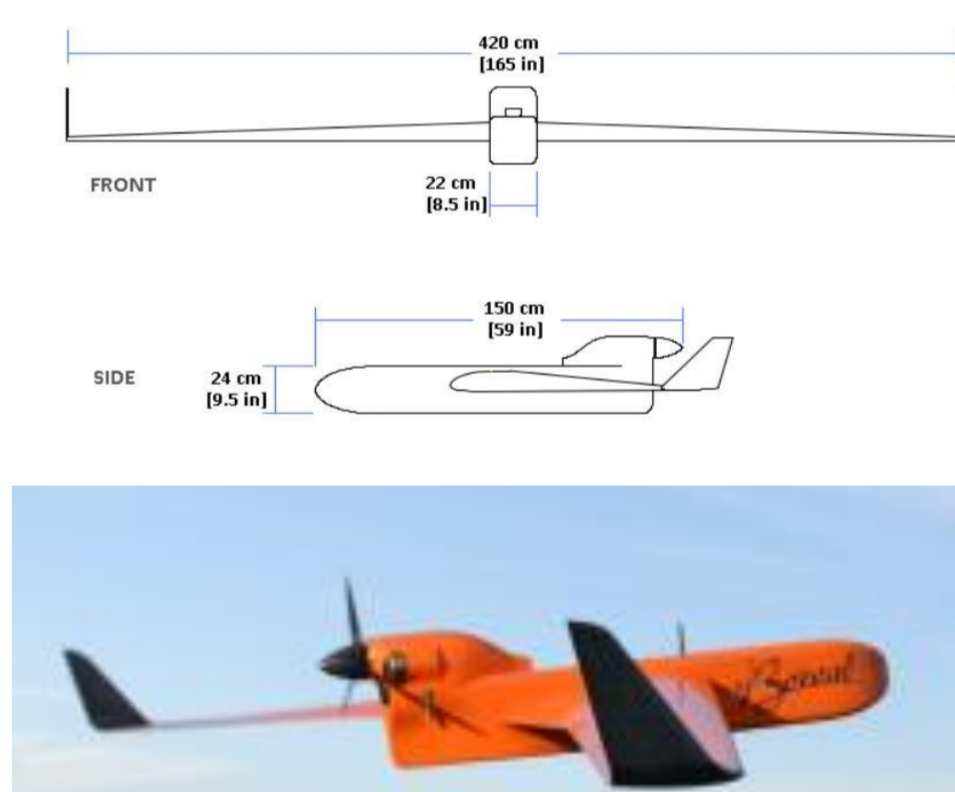 420 cm
[165 in]
FRONT
22 cm
[8.5 in]
150 cm
[59 in]
SIDE
24 cm
[9.5 in]